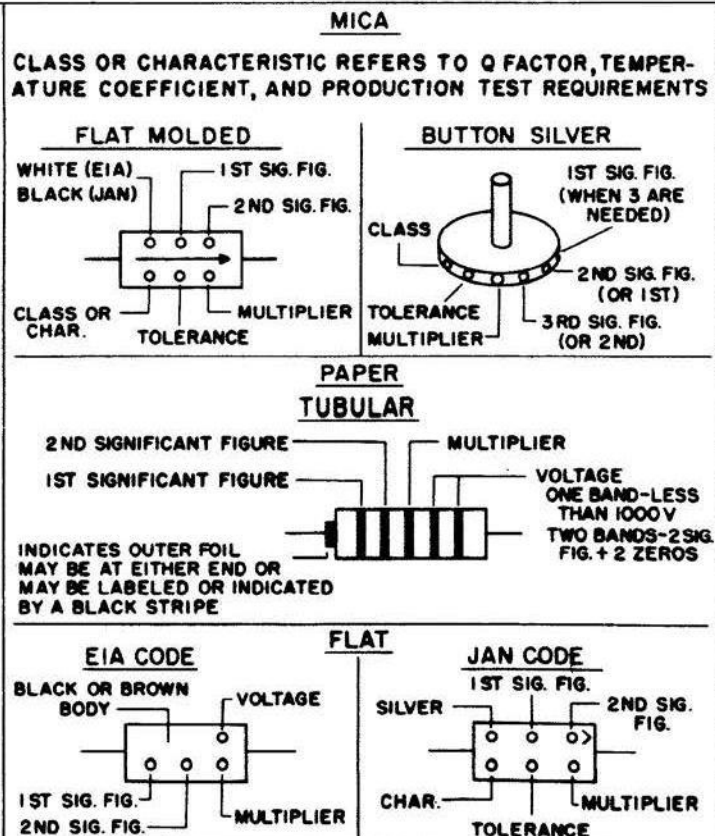 MICA
CLASS OR CHARACTERISTIC REFERS TO Q FACTOR, TEMPER-
ATURE COEFFICIENT, AND PRODUCTION TEST REQUIREMENTS
FLAT MOLDED
WHITE (EIA)
BLACK (JAN)
1 ST SIG. FIG.
2ND SIG. FIG.
CLASS OR
CHAR.
TOLERANCE
MULTIPLIER
BUTTON SILVER
1ST SIG. FIG.
(WHEN 3 ARE
NEEDED)
CLASS
2ND SIG. FIG.
(OR 1ST)
TOLERANCE
MULTIPLIER
3RD SIG. FIG.
(OR 2ND)
PAPER
TUBULAR
2ND SIGNIFICANT FIGURE
MULTIPLIER
1ST SIGNIFICANT FIGURE
VOLTAGE
ONE BAND-LESS
THAN 1000 V
TWO BANDS-2 SIG.
FIG. + 2 ZEROS
INDICATES OUTER FOIL
MAY BE AT EITHER END OR
MAY BE LABELED OR INDICATED
BY A BLACK STRIPE
FLAT
EIA CODE
BLACK OR BROWN
BODY
VOLTAGE
1 ST SIG. FIG.
2ND SIG. FIG.
MULTIPLIER
JAN CODE
1ST SIG. FIG.
SILVER
2ND SIG.
FIG.
CHAR.
MULTIPLIER
TOLERANCE